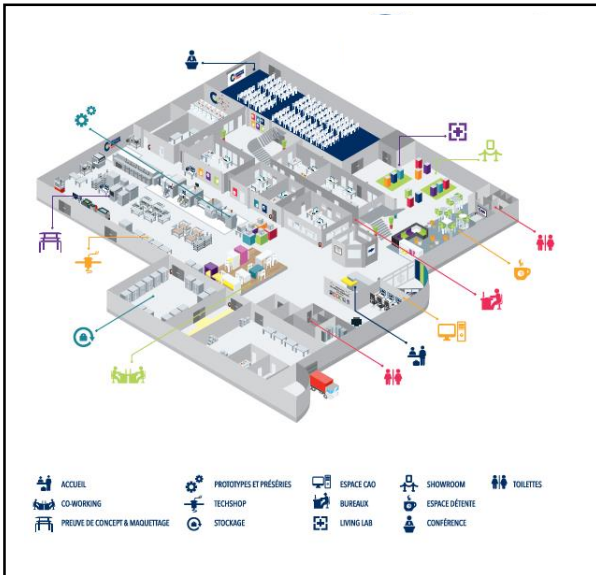 ACCUEIL
PROTOTYPES ET PRÉSÉRIES
ESPACE CAO
SHOWROOM
TOILETTES
CO-WORKING
TECHSHOP
BUREAUX
ESPACE DÉTENTE
PREUVE DE CONCEPT & MAQUETTAGE
STOCKAGE
LIVING LAB
CONFÉRENCE